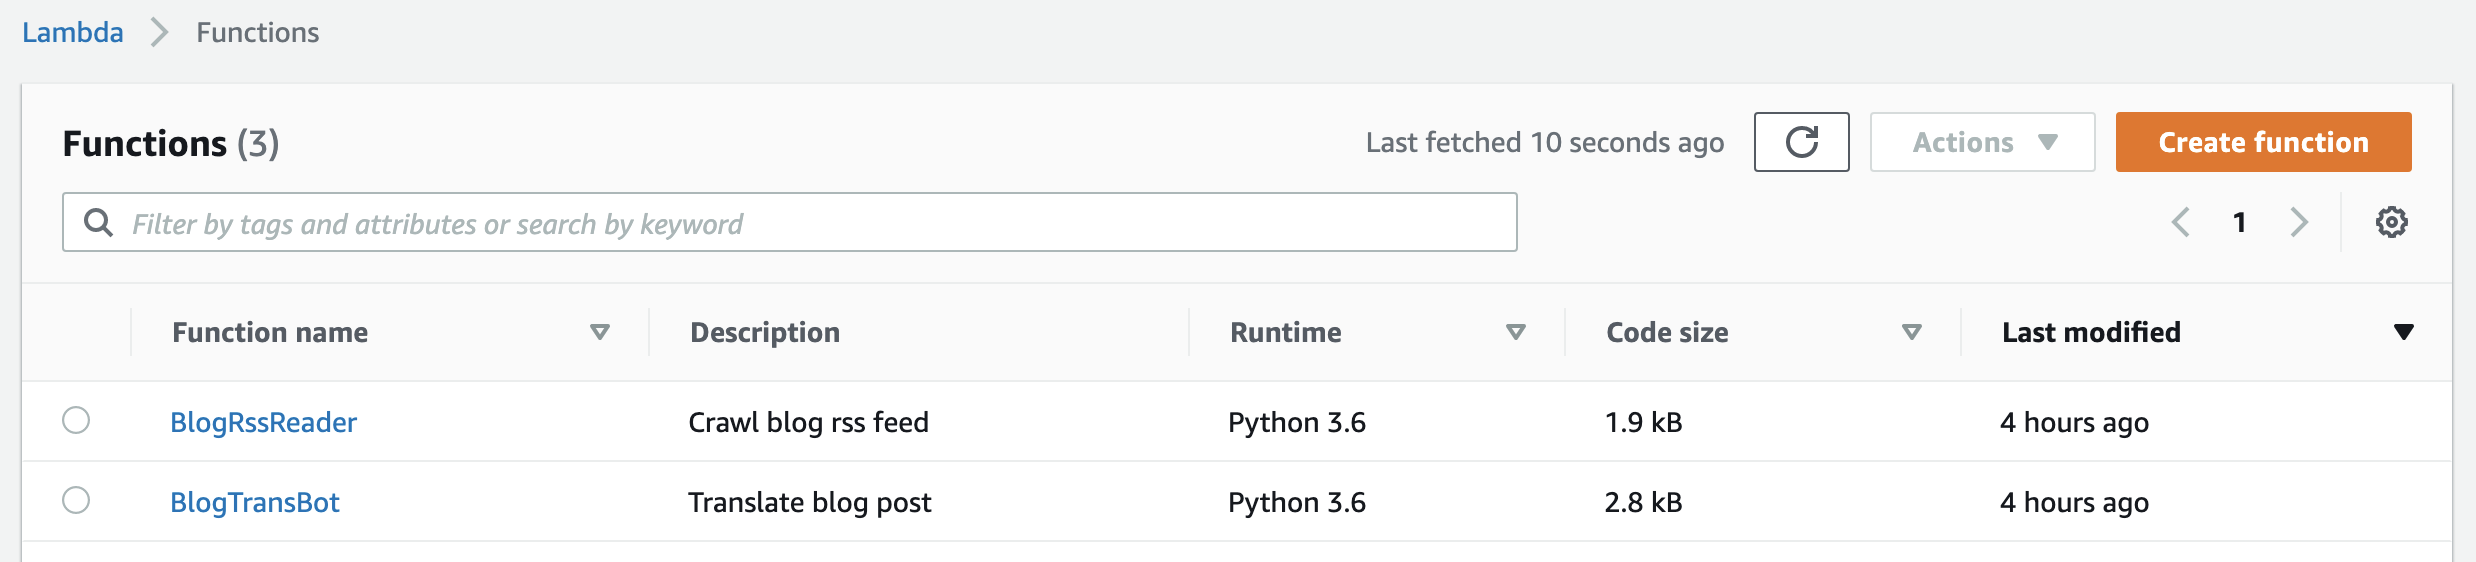 Lambda > Functions
Functions (3) Last fetched 10 seconds ago Actions Create function
Filter by tags and attributes or search by keyword 1
Function name Description Runtime Code size Last modified
BlogRssReader Crawl blog rss feed Python 3.6 1.9 kB 4 hours ago
BlogTransBot Translate blog post Python 3.6 2.8 kB 4 hours ago